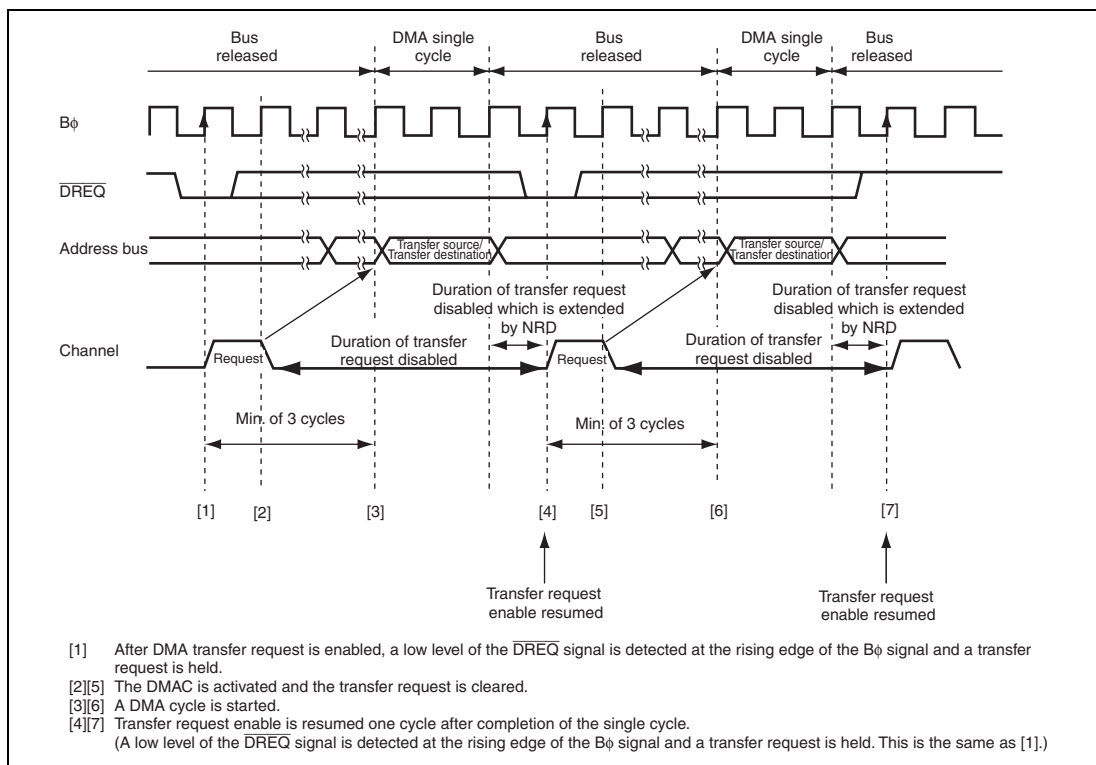 Bus released
DMA single cycle
Bus released
DMA single cycle
Bus released
Bφ
DREQ
Address bus
Transfer source/
Transfer destination
Transfer source/
Transfer destination
Duration of transfer request
disabled which is extended
by NRD
Duration of transfer request
disabled which is extended
by NRD
Channel
Request
Duration of transfer
request disabled
Request
Duration of transfer
request disabled
Min. of 3 cycles
Min. of 3 cycles
[1]
[2]
[3]
[4]
[5]
[6]
[7]
Transfer request
enable resumed
Transfer request
enable resumed
[1] After DMA transfer request is enabled, a low level of the DREQ signal is detected at the rising edge of the Bφ signal and a transfer
request is held.
[2][5] The DMAC is activated and the transfer request is cleared.
[3][6] A DMA cycle is started.
[4][7] Transfer request enable is resumed one cycle after completion of the single cycle.
(A low level of the DREQ signal is detected at the rising edge of the Bφ signal and a transfer request is held. This is the same as [1].)